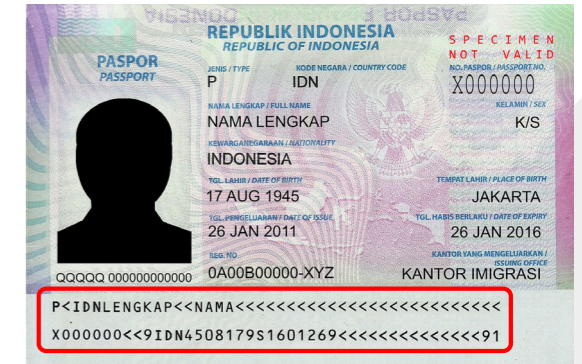 REPUBLIK INDONESIA
REPUBLIC OF INDONESIA
SPECIMEN
NOT VALID
PASPOR
PASSPORT
JENIS / TYPE KODE NEGARA / COUNTRY CODE NO. PASPOR / PASSPORT NO.
P IDN X000000
NAMA LENGKAP / FULL NAME KELAMIN / SEX
NAMA LENGKAP K/S
KEWARGANEGARAAN / NATIONALITY
INDONESIA
TGL. LAHIR / DATE OF BIRTH TEMPAT LAHIR / PLACE OF BIRTH
17 AUG 1945 JAKARTA
TGL. PENGELUARAN / DATE OF ISSUE TGL. HABIS BERLAKU / DATE OF EXPIRY
26 JAN 2011 26 JAN 2016
REG. NO KANTOR YANG MENGELUARKAN /
ISSUING OFFICE
QQQQQ 000000000000 0A00B00000-XYZ KANTOR IMIGRASI
P<IDNLENGKAP<<NAMA<<<<<<<<<<<<<<<<<<<<<<<<<<
X000000<<9IDN4508179S1601269<<<<<<<<<<<<<<91